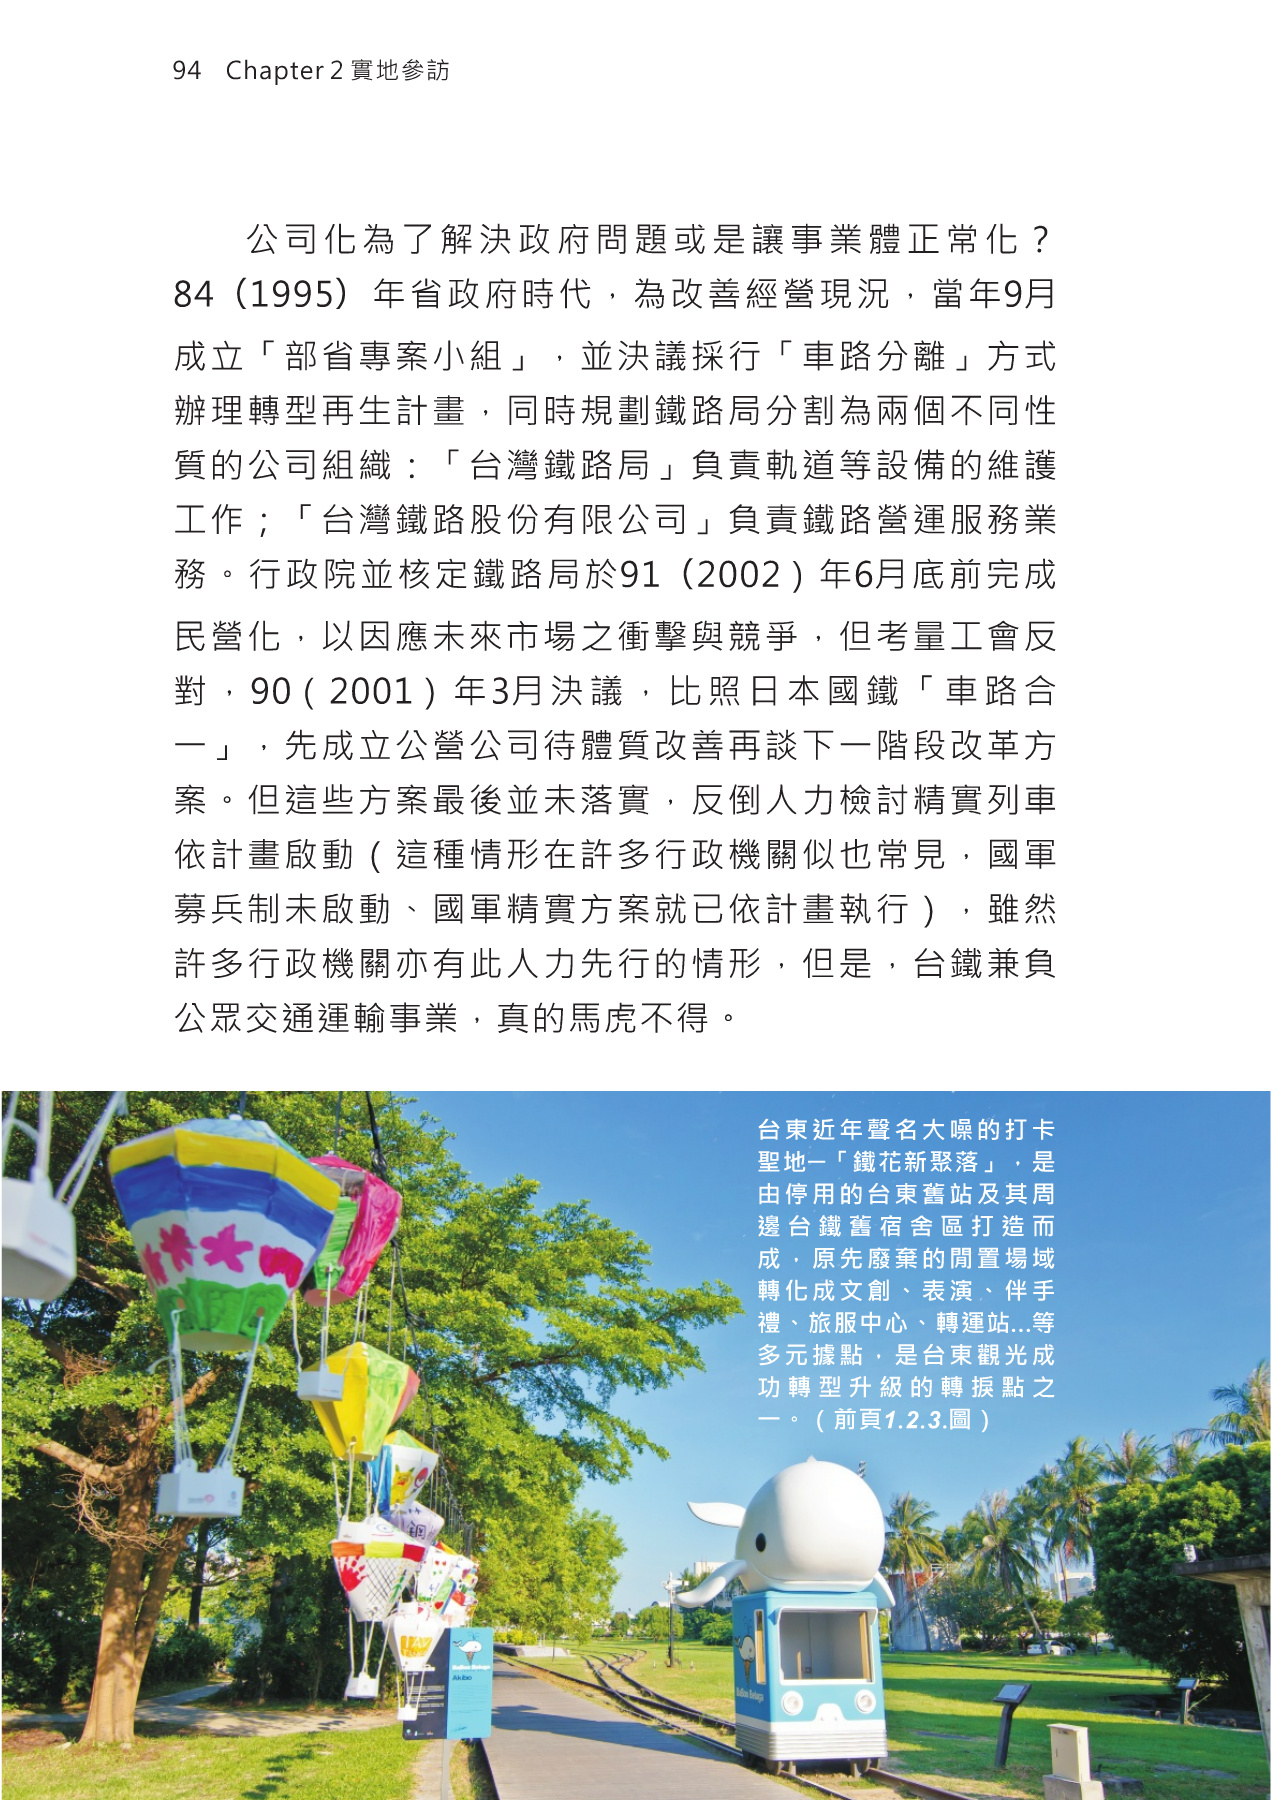 94 Chapter 2 實地參訪
公司化為了解決政府問題或是讓事業體正常化？
84（1995）年省政府時代，為改善經營現況，當年9月
成立「部省專案小組」，並決議採行「車路分離」方式
辦理轉型再生計畫，同時規劃鐵路局分割為兩個不同性
質的公司組織：「台灣鐵路局」負責軌道等設備的維護
工作；「台灣鐵路股份有限公司」負責鐵路營運服務業
務。行政院並核定鐵路局於91（2002）年6月底前完成
民營化，以因應未來市場之衝擊與競爭，但考量工會反
對，90（2001）年3月決議，比照日本國鐵「車路合
一」，先成立公營公司待體質改善再談下一階段改革方
案。但這些方案最後並未落實，反倒人力檢討精實列車
依計畫啟動（這種情形在許多行政機關似也常見，國軍
募兵制未啟動、國軍精實方案就已依計畫執行），雖然
許多行政機關亦有此人力先行的情形，但是，台鐵兼負
公眾交通運輸事業，真的馬虎不得。
台東近年聲名大噪的打卡
聖地─「鐵花新聚落」，是
由停用的台東舊站及其周
邊台鐵舊宿舍區打造而
成，原先廢棄的閒置場域
轉化成文創、表演、伴手
禮、旅服中心、轉運站...等
多元據點，是台東觀光成
功轉型升級的轉捩點之
一。（前頁1.2.3.圖）
Akibo